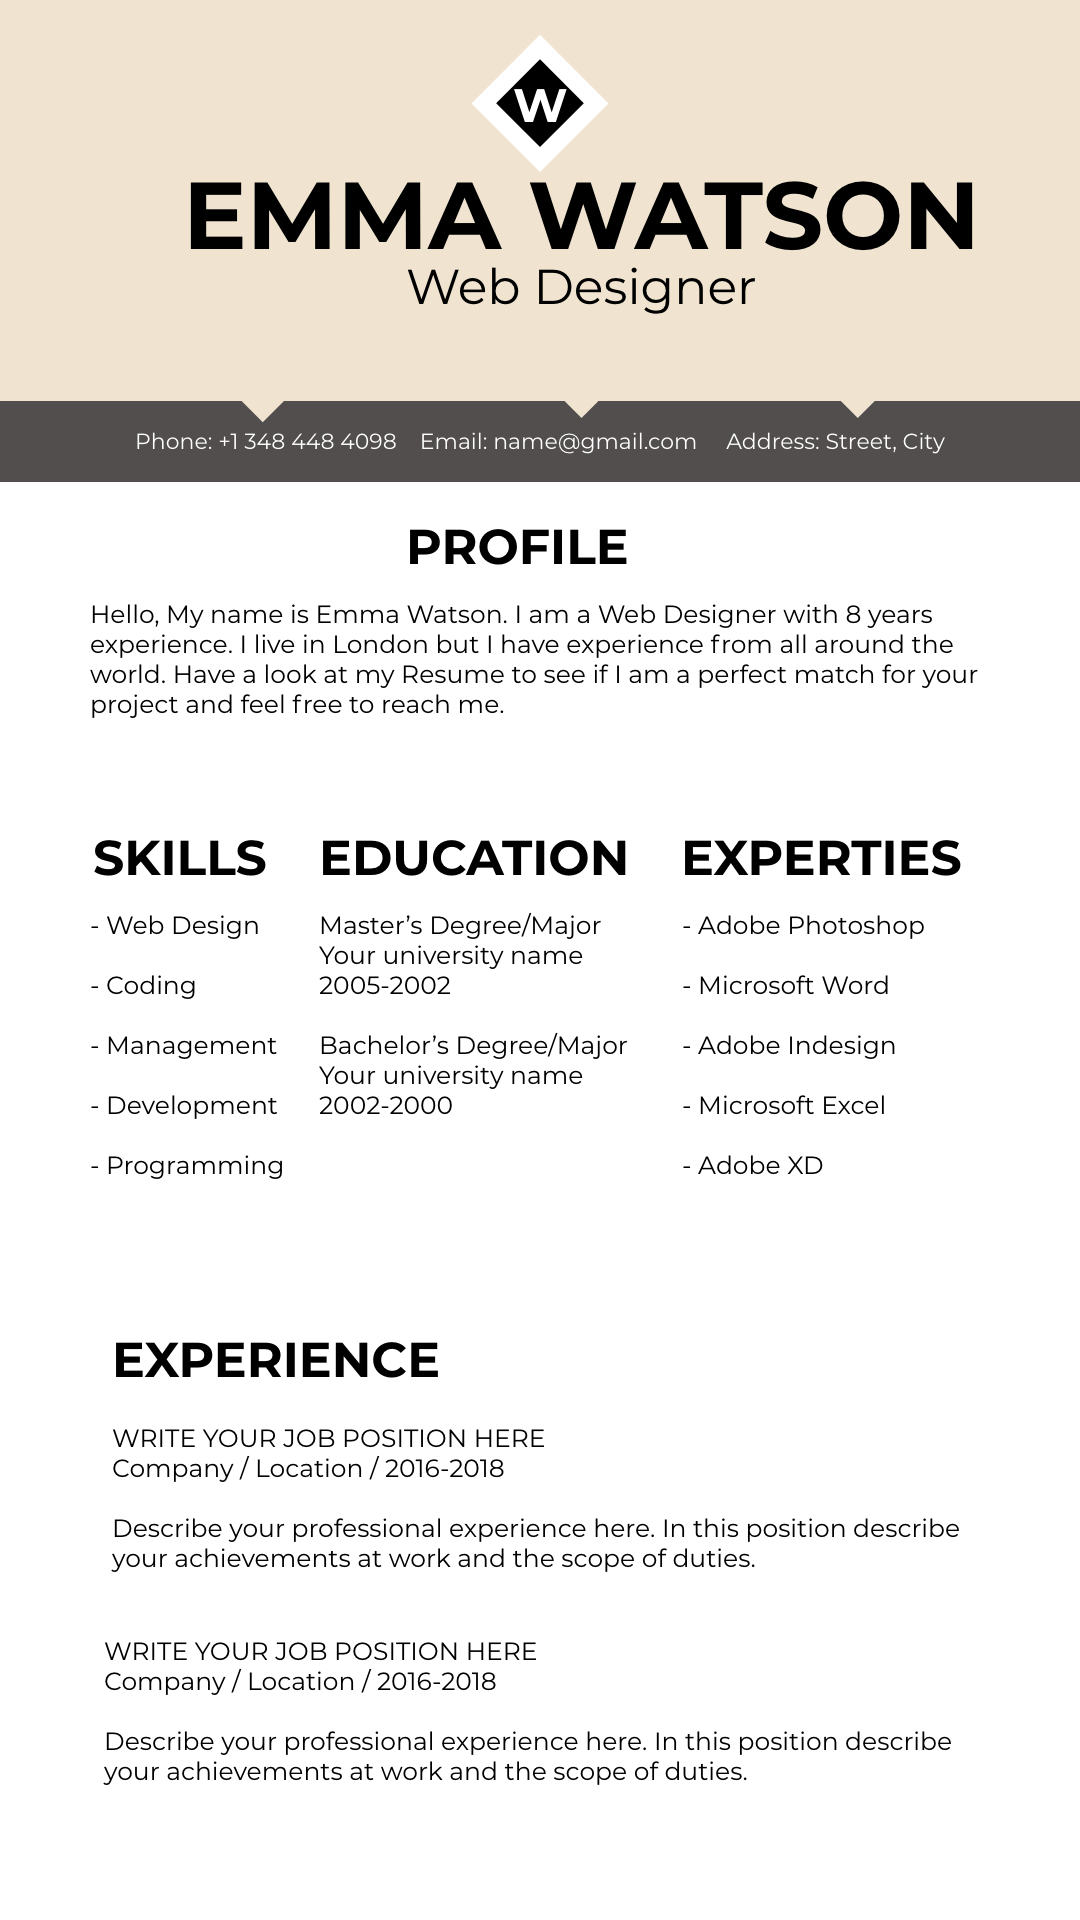 W
EMMA WATSON
Web Designer
Phone: +1 348 448 4098
Email: name@gmail.com
Address: Street, City
PROFILE
Hello, My name is Emma Watson. I am a Web Designer with 8 years
experience. I live in London but I have experience from all around the
world. Have a look at my Resume to see if I am a perfect match for your
project and feel free to reach me.
SKILLS
- Web Design
- Coding
- Management
- Development
- Programming
EDUCATION
Master’s Degree/Major
Your university name
2005-2002
Bachelor’s Degree/Major
Your university name
2002-2000
EXPERTIES
- Adobe Photoshop
- Microsoft Word
- Adobe Indesign
- Microsoft Excel
- Adobe XD
EXPERIENCE
WRITE YOUR JOB POSITION HERE
Company / Location / 2016-2018
Describe your professional experience here. In this position describe
your achievements at work and the scope of duties.
WRITE YOUR JOB POSITION HERE
Company / Location / 2016-2018
Describe your professional experience here. In this position describe
your achievements at work and the scope of duties.